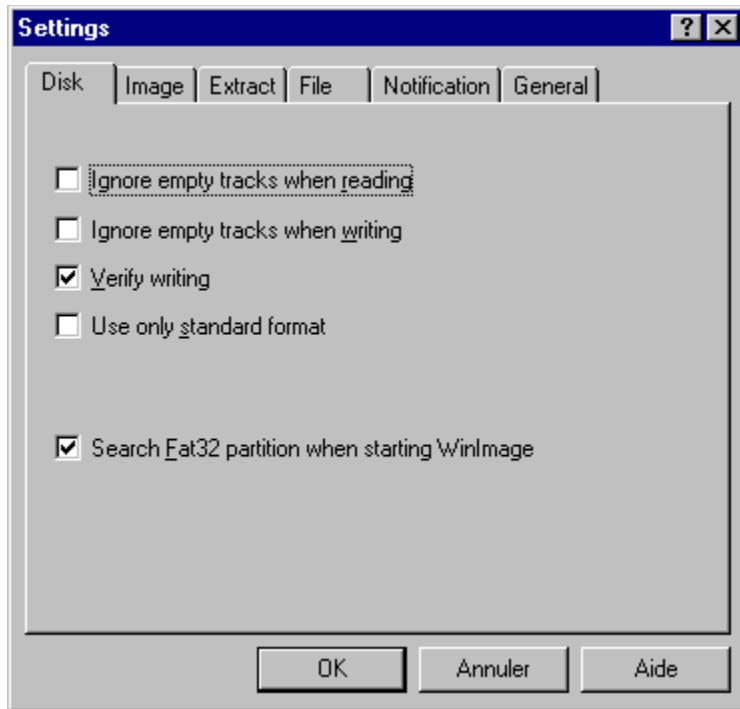 Settings
Disk Image Extract File Notification General
Ignore empty tracks when reading
Ignore empty tracks when writing
Verify writing
Use only standard format
Search Fat32 partition when starting WinImage
OK Annuler Aide